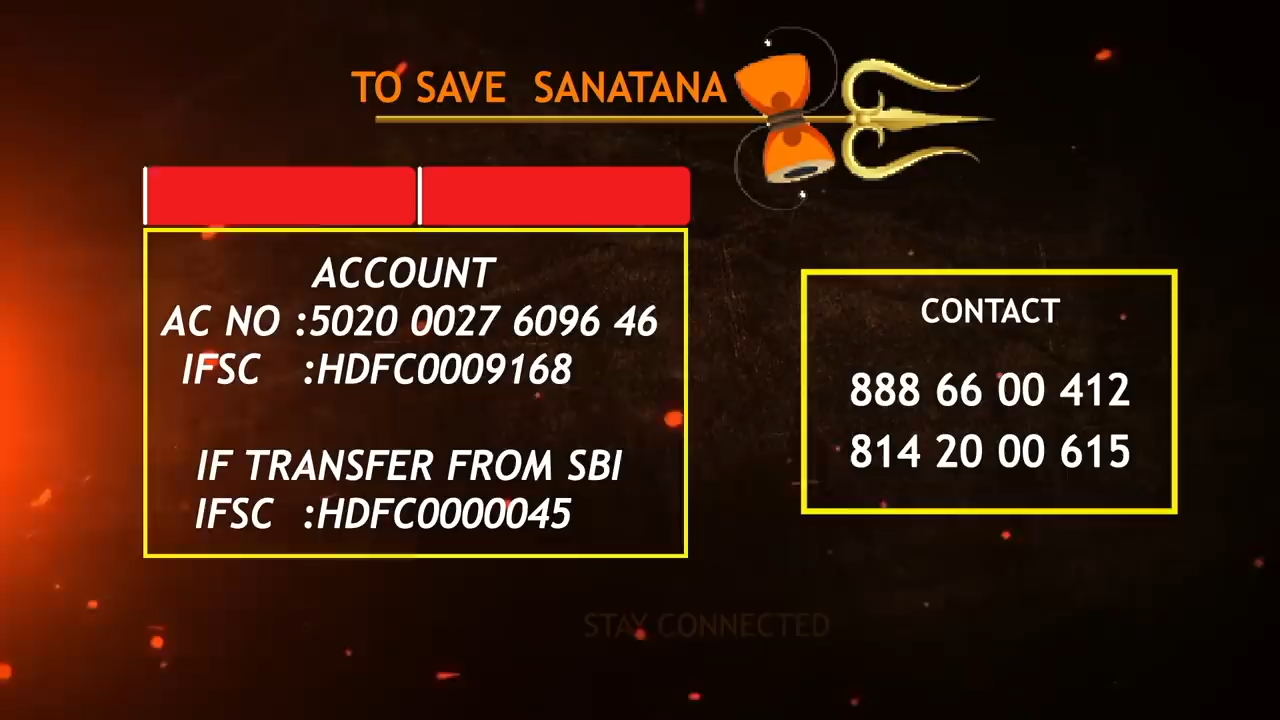 TO SAVE SANATANA
ACCOUNT
AC NO :5020 0027 6096 46
IFSC :HDFC0009168
IF TRANSFER FROM SBI
IFSC :HDFC0000045
CONTACT
888 66 00 412
814 20 00 615
STAY CONNECTED